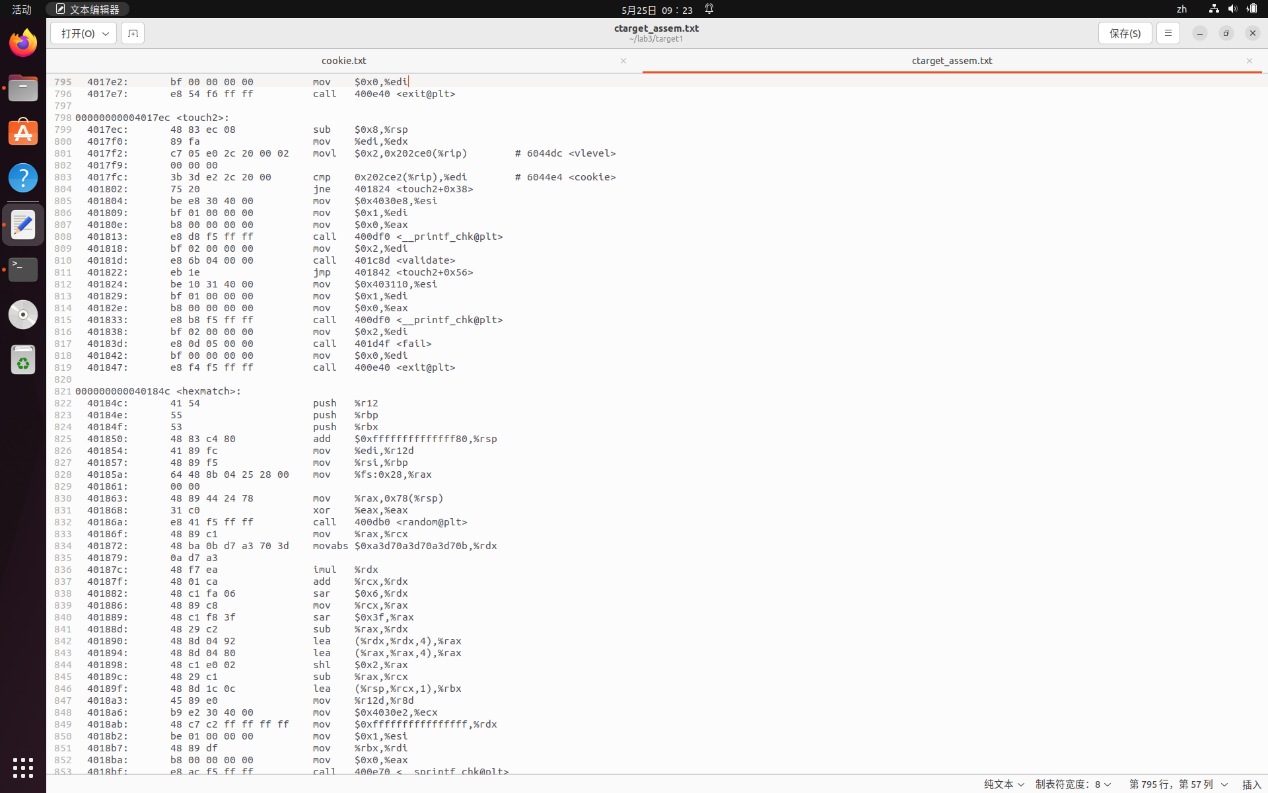 活动 文本编辑器 5月25日 09：23 zh
打开(O) ctarget_assem.txt 保存(S)
~/lab3/target1
cookie.txt × ctarget_assem.txt ×
795 4017e2: bf 00 00 00 00 mov $0x0,%edi
796 4017e7: e8 54 f6 ff ff call 400e40 <exit@plt>
797
798 00000000004017ec <touch2>:
799 4017ec: 48 83 ec 08 sub $0x8,%rsp
800 4017f0: 89 fa mov %edi,%edx
801 4017f2: c7 05 e0 2c 20 00 02 movl $0x2,0x202ce0(%rip) # 6044dc <vlevel>
802 4017f9: 00 00 00
803 4017fc: 3b 3d e2 2c 20 00 cmp 0x202ce2(%rip),%edi # 6044e4 <cookie>
804 401802: 75 20 jne 401824 <touch2+0x38>
805 401804: be e8 30 40 00 mov $0x4030e8,%esi
806 401809: bf 01 00 00 00 mov $0x1,%edi
807 40180e: b8 00 00 00 00 mov $0x0,%eax
808 401813: e8 d8 f5 ff ff call 400df0 <__printf_chk@plt>
809 401818: bf 02 00 00 00 mov $0x2,%edi
810 40181d: e8 6b 04 00 00 call 401c8d <validate>
811 401822: eb 1e jmp 401842 <touch2+0x56>
812 401824: be 10 31 40 00 mov $0x403110,%esi
813 401829: bf 01 00 00 00 mov $0x1,%edi
814 40182e: b8 00 00 00 00 mov $0x0,%eax
815 401833: e8 b8 f5 ff ff call 400df0 <__printf_chk@plt>
816 401838: bf 02 00 00 00 mov $0x2,%edi
817 40183d: e8 0d 05 00 00 call 401d4f <fail>
818 401842: bf 00 00 00 00 mov $0x0,%edi
819 401847: e8 f4 f5 ff ff call 400e40 <exit@plt>
820
821 000000000040184c <hexmatch>:
822 40184c: 41 54 push %r12
823 40184e: 55 push %rbp
824 40184f: 53 push %rbx
825 401850: 48 83 c4 80 add $0xffffffffffffff80,%rsp
826 401854: 41 89 fc mov %edi,%r12d
827 401857: 48 89 f5 mov %rsi,%rbp
828 40185a: 64 48 8b 04 25 28 00 mov %fs:0x28,%rax
829 401861: 00 00
830 401863: 48 89 44 24 78 mov %rax,0x78(%rsp)
831 401868: 31 c0 xor %eax,%eax
832 40186a: e8 41 f5 ff ff call 400db0 <random@plt>
833 40186f: 48 89 c1 mov %rax,%rcx
834 401872: 48 ba 0b d7 a3 70 3d movabs $0xa3d70a3d70a3d70b,%rdx
835 401879: 0a d7 a3
836 40187c: 48 f7 ea imul %rdx
837 40187f: 48 01 ca add %rcx,%rdx
838 401882: 48 c1 fa 06 sar $0x6,%rdx
839 401886: 48 89 c8 mov %rcx,%rax
840 401889: 48 c1 f8 3f sar $0x3f,%rax
841 40188d: 48 29 c2 sub %rax,%rdx
842 401890: 48 8d 04 92 lea (%rdx,%rdx,4),%rax
843 401894: 48 8d 04 80 lea (%rax,%rax,4),%rax
844 401898: 48 c1 e0 02 shl $0x2,%rax
845 40189c: 48 29 c1 sub %rax,%rcx
846 40189f: 48 8d 1c 0c lea (%rsp,%rcx,1),%rbx
847 4018a3: 45 89 e0 mov %r12d,%r8d
848 4018a6: b9 e2 30 40 00 mov $0x4030e2,%ecx
849 4018ab: 48 c7 c2 ff ff ff ff mov $0xffffffffffffffff,%rdx
850 4018b2: be 01 00 00 00 mov $0x1,%esi
851 4018b7: 48 89 df mov %rbx,%rdi
852 4018ba: b8 00 00 00 00 mov $0x0,%eax
853 4018bf: e8 ac f5 ff ff call 400e70 <__sprintf_chk@plt>
纯文本 制表符宽度：8 第 795 行，第 57 列 插入